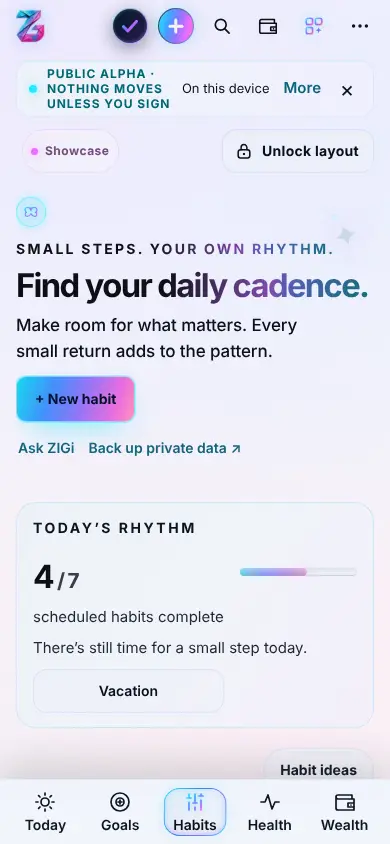 PUBLIC ALPHA ·
NOTHING MOVES
UNLESS YOU SIGN
On this device
More
Showcase
Unlock layout
SMALL STEPS. YOUR OWN RHYTHM.
Find your daily cadence.
Make room for what matters. Every
small return adds to the pattern.
+ New habit
Ask ZIGi
Back up private data ↗
TODAY’S RHYTHM
4/7
scheduled habits complete
There’s still time for a small step today.
Vacation
Habit ideas
Today
Goals
Habits
Health
Wealth